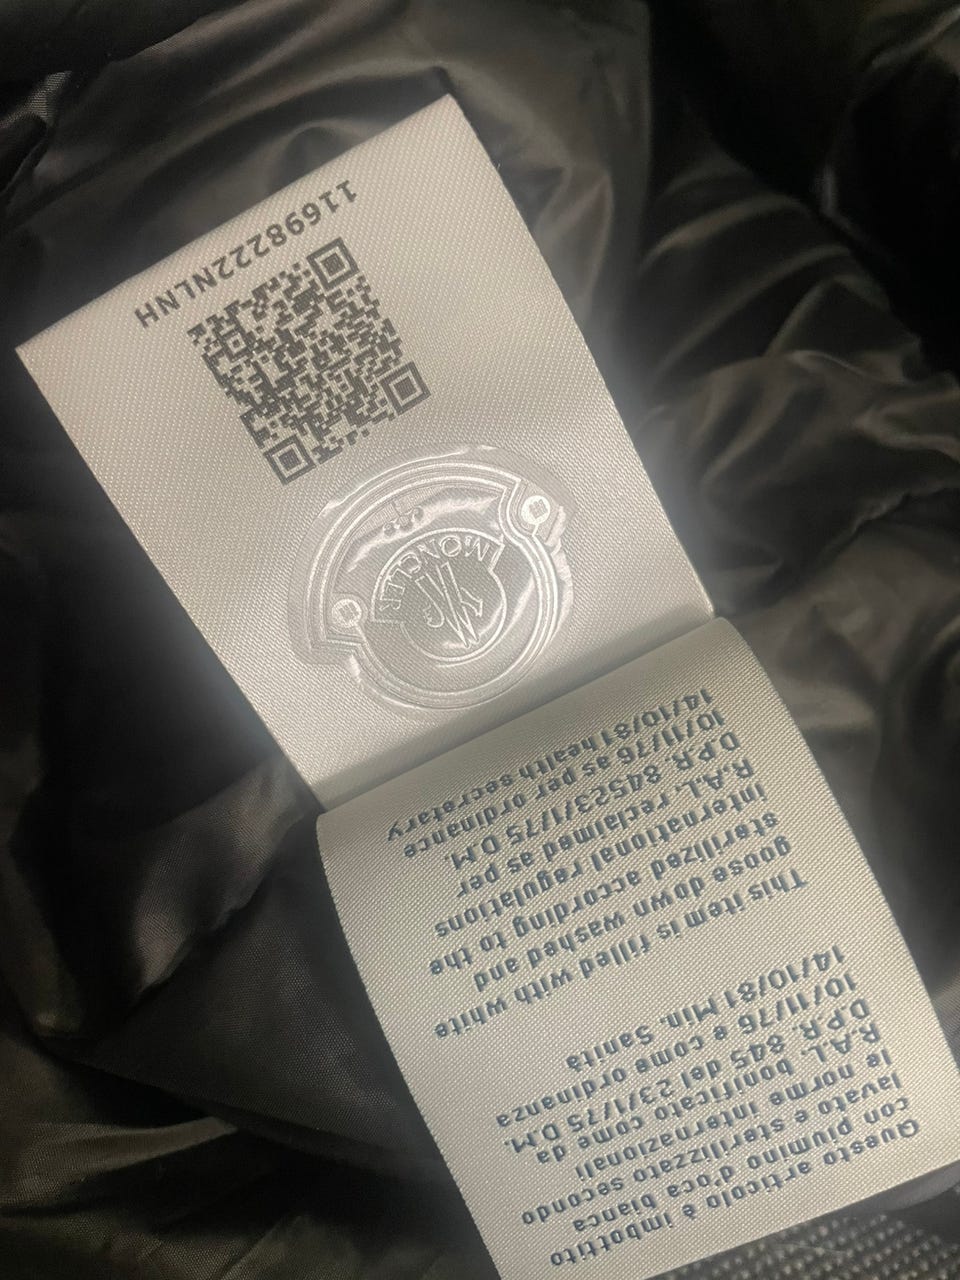 Questo articolo è imbottito
con piumino d'oca bianca
lavato e sterilizzato secondo
le norme internazionali
R.A.L. bonificato come da
D.P.R. 845 del 23/1/75 D.M.
10/11/76 e come ordinanza
14/10/81 Min. Sanità
This item is filled with white
goose down washed and
sterilized according to the
international regulations
R.A.L. reclaimed as per
D.P.R. 84523/1/75 D.M.
10/11/76 as per ordinance
14/10/81 health secretary
MONCLER
11698222NLNH